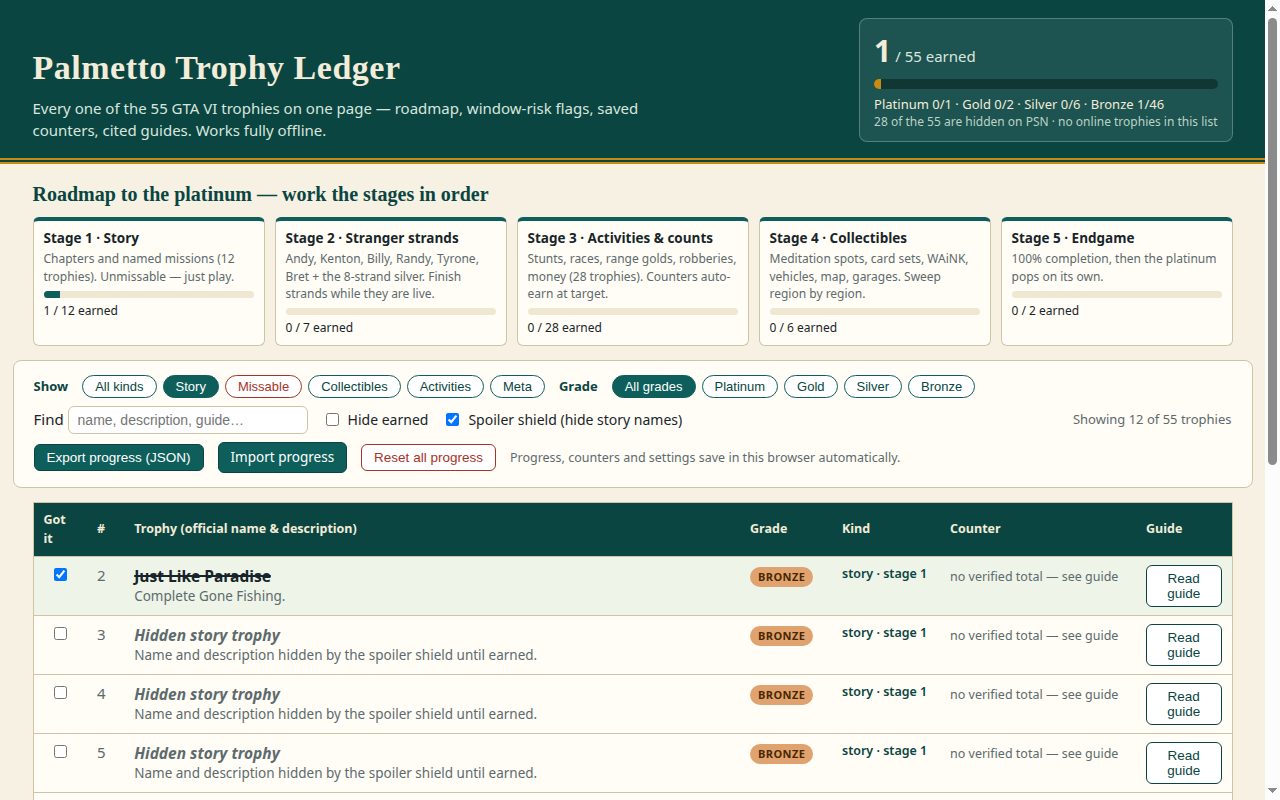 Palmetto Trophy Ledger
Every one of the 55 GTA VI trophies on one page — roadmap, window-risk flags, saved
counters, cited guides. Works fully offline.
1 / 55 earned
Platinum 0/1 · Gold 0/2 · Silver 0/6 · Bronze 1/46
28 of the 55 are hidden on PSN · no online trophies in this list
Roadmap to the platinum — work the stages in order
Stage 1 · Story
Chapters and named missions (12
trophies). Unmissable — just play.
1 / 12 earned
Stage 2 · Stranger strands
Andy, Kenton, Billy, Randy, Tyrone,
Bret + the 8-strand silver. Finish
strands while they are live.
0 / 7 earned
Stage 3 · Activities & counts
Stunts, races, range golds, robberies,
money (28 trophies). Counters auto-
earn at target.
0 / 28 earned
Stage 4 · Collectibles
Meditation spots, card sets, WAiNK,
vehicles, map, garages. Sweep
region by region.
0 / 6 earned
Stage 5 · Endgame
100% completion, then the platinum
pops on its own.
0 / 2 earned
Show All kinds Story Missable Collectibles Activities Meta Grade All grades Platinum Gold Silver Bronze
Find name, description, guide… Hide earned Spoiler shield (hide story names) Showing 12 of 55 trophies
Export progress (JSON) Import progress Reset all progress Progress, counters and settings save in this browser automatically.
Got it # Trophy (official name & description) Grade Kind Counter Guide
2 Just Like Paradise BRONZE story · stage 1 no verified total — see guide Read guide
Complete Gone Fishing.
3 Hidden story trophy BRONZE story · stage 1 no verified total — see guide Read guide
Name and description hidden by the spoiler shield until earned.
4 Hidden story trophy BRONZE story · stage 1 no verified total — see guide Read guide
Name and description hidden by the spoiler shield until earned.
5 Hidden story trophy BRONZE story · stage 1 no verified total — see guide Read guide
Name and description hidden by the spoiler shield until earned.